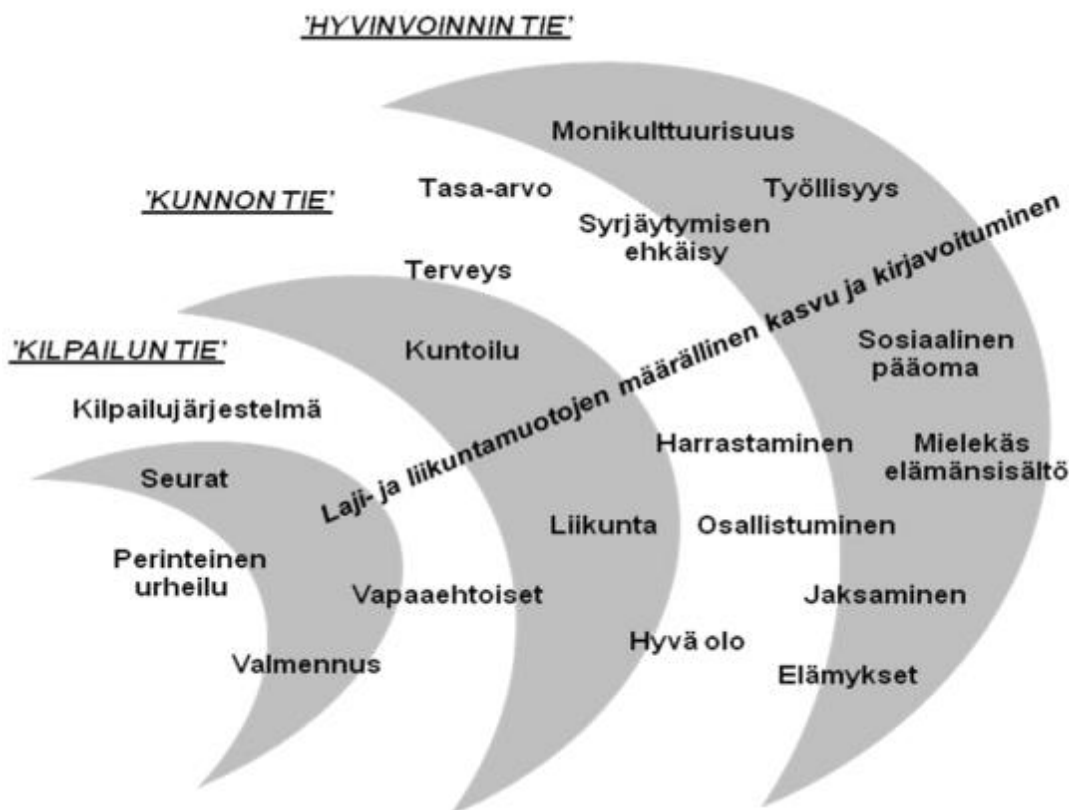 'HYVINVOINNIN TIE'
Monikulttuurisuus
'KUNNON TIE'
Tasa-arvo
Työllisyys
Syrjäytymisen
ehkäisy
Terveys
'KILPAILUN TIE'
Kuntoilu
Sosiaalinen
pääoma
Laji- ja liikuntamuotojen määrällinen kasvu ja kirjavoituminen
Kilpailujärjestelmä
Harrastaminen
Mielekäs
elämänsisältö
Seurat
Liikunta
Osallistuminen
Perinteinen
urheilu
Vapaaehtoiset
Jaksaminen
Valmennus
Hyvä olo
Elämykset